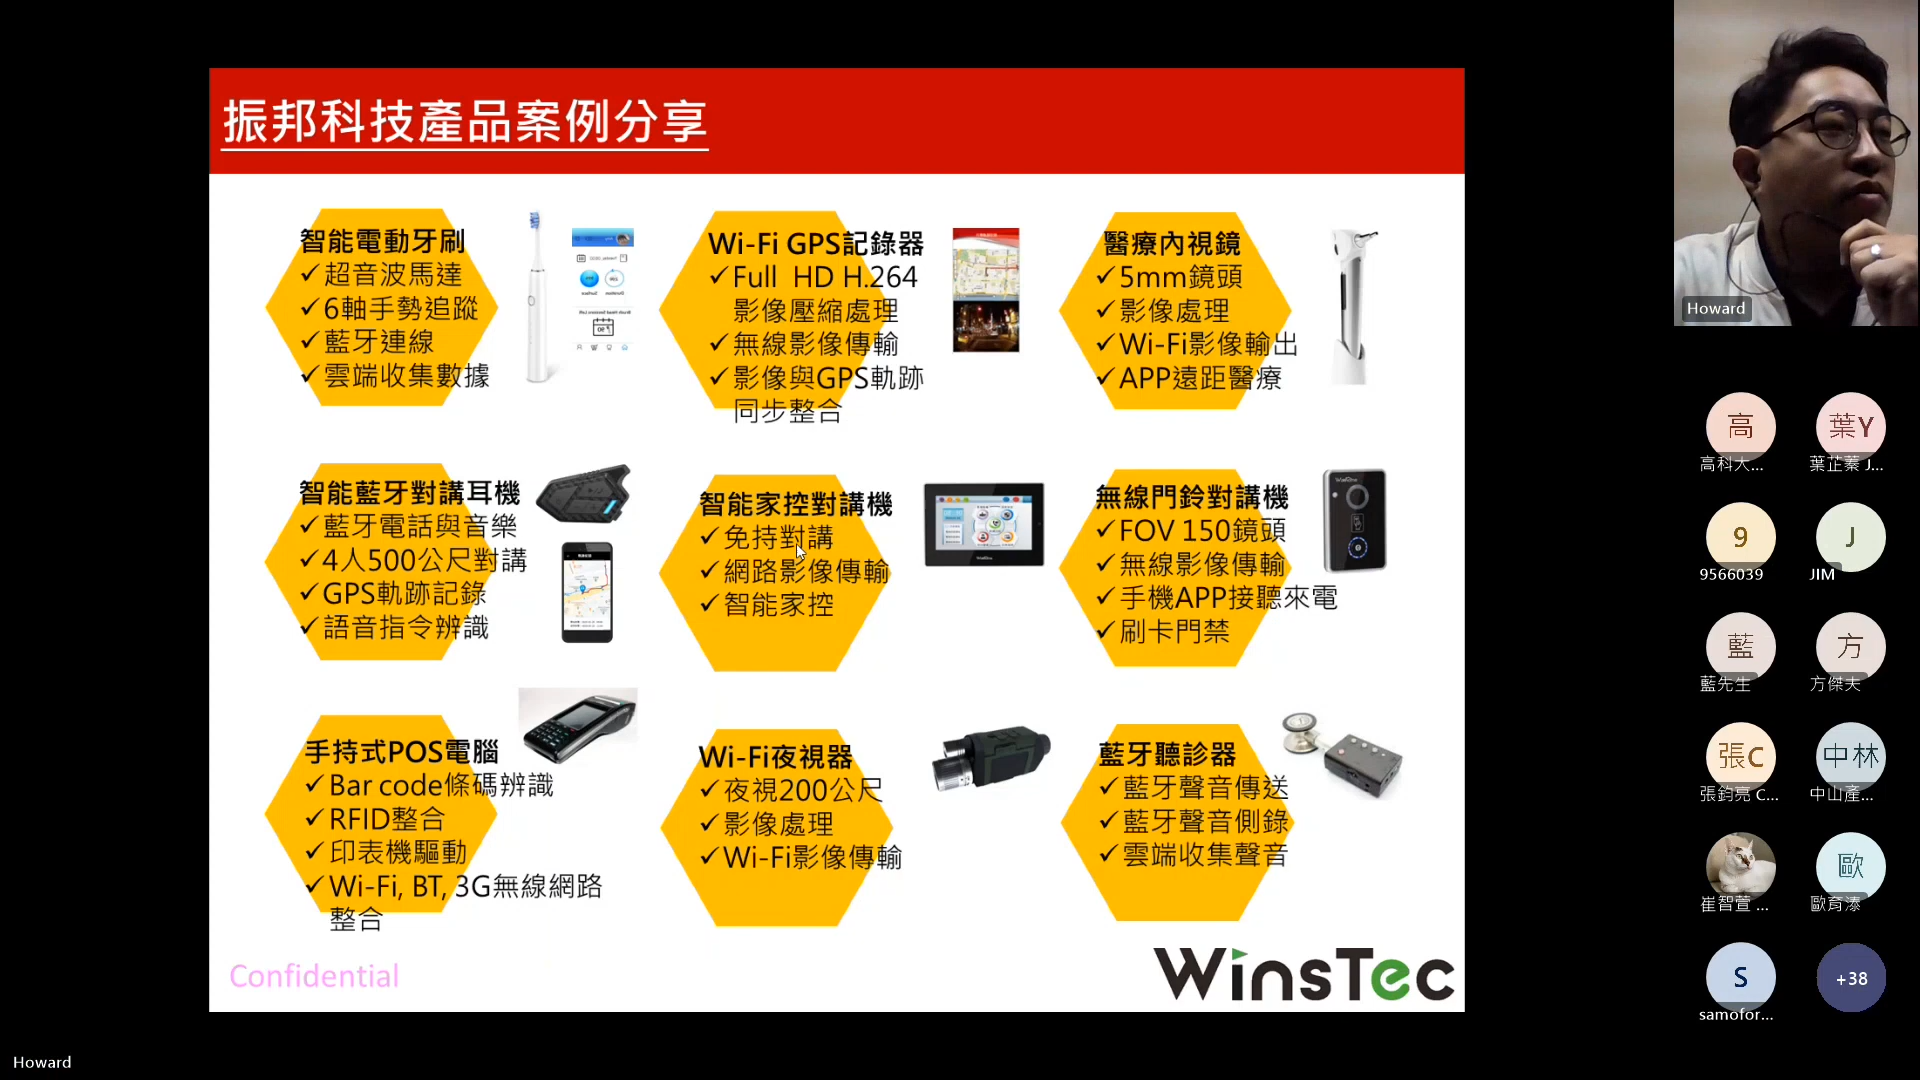 振邦科技產品案例分享
智能電動牙刷
✓超音波馬達
✓6軸手勢追蹤
✓藍牙連線
✓雲端收集數據
Wi-Fi GPS記錄器
✓Full HD H.264
影像壓縮處理
✓無線影像傳輸
✓影像與GPS軌跡
同步整合
醫療內視鏡
✓5mm鏡頭
✓影像處理
✓Wi-Fi影像輸出
✓APP遠距醫療
智能藍牙對講耳機
✓藍牙電話與音樂
✓4人500公尺對講
✓GPS軌跡記錄
✓語音指令辨識
智能家控對講機
✓免持對講
✓網路影像傳輸
✓智能家控
無線門鈴對講機
✓FOV 150鏡頭
✓無線影像傳輸
✓手機APP接聽來電
✓刷卡門禁
手持式POS電腦
✓Bar code條碼辨識
✓RFID整合
✓印表機驅動
✓Wi-Fi, BT, 3G無線網路
整合
Wi-Fi夜視器
✓夜視200公尺
✓影像處理
✓Wi-Fi影像傳輸
藍牙聽診器
✓藍牙聲音傳送
✓藍牙聲音側錄
✓雲端收集聲音
Confidential
WinsTec
Howard
高
高科大...
葉Y
葉芷蓁 J...
9
9566039
J
JIM
藍
藍先生
方
方傑夫
張C
張鈞亮 C...
中林
中山產...
崔智萱 ...
歐
歐育溙
S
samofor...
+38
Howard